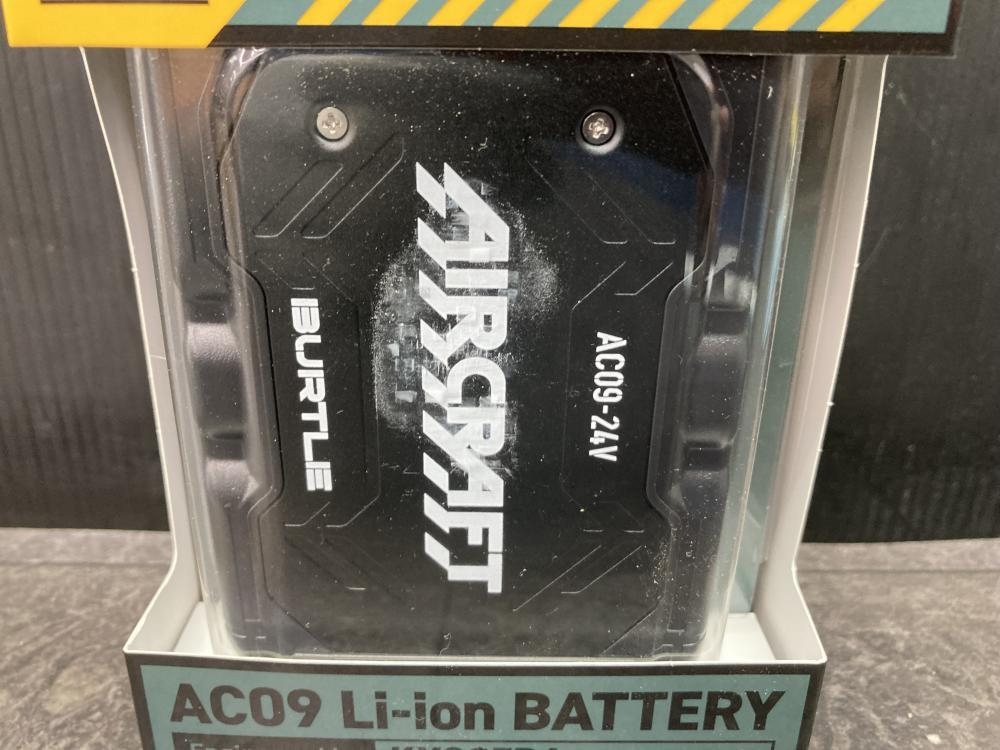 AIRCRAFT
BURTLE
AC09-24V
AC09 Li-ion BATTERY